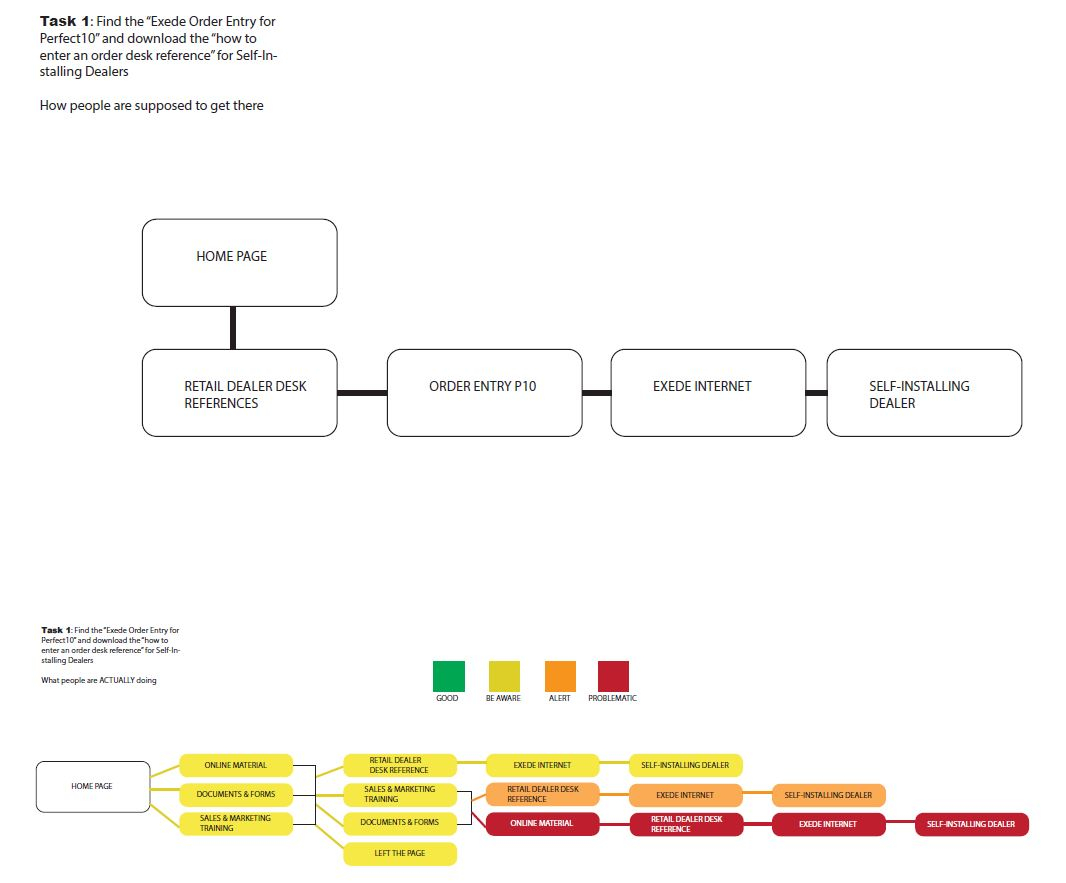 Task 1: Find the “Exede Order Entry for
Perfect10” and download the “how to
enter an order desk reference” for Self-In-
stalling Dealers
How people are supposed to get there
HOME PAGE
RETAIL DEALER DESK
REFERENCES
ORDER ENTRY P10
EXEDE INTERNET
SELF-INSTALLING
DEALER
Task 1: Find the “Exede Order Entry for
Perfect10” and download the “how to
enter an order desk reference” for Self-In-
stalling Dealers
What people are ACTUALLY doing
GOOD
BE AWARE
ALERT
PROBLEMATIC
HOME PAGE
ONLINE MATERIAL
DOCUMENTS & FORMS
SALES & MARKETING
TRAINING
RETAIL DEALER
DESK REFERENCE
EXEDE INTERNET
SELF-INSTALLING DEALER
SALES & MARKETING
TRAINING
RETAIL DEALER DESK
REFERENCE
EXEDE INTERNET
SELF-INSTALLING DEALER
DOCUMENTS & FORMS
ONLINE MATERIAL
RETAIL DEALER DESK
REFERENCE
EXEDE INTERNET
SELF-INSTALLING DEALER
LEFT THE PAGE